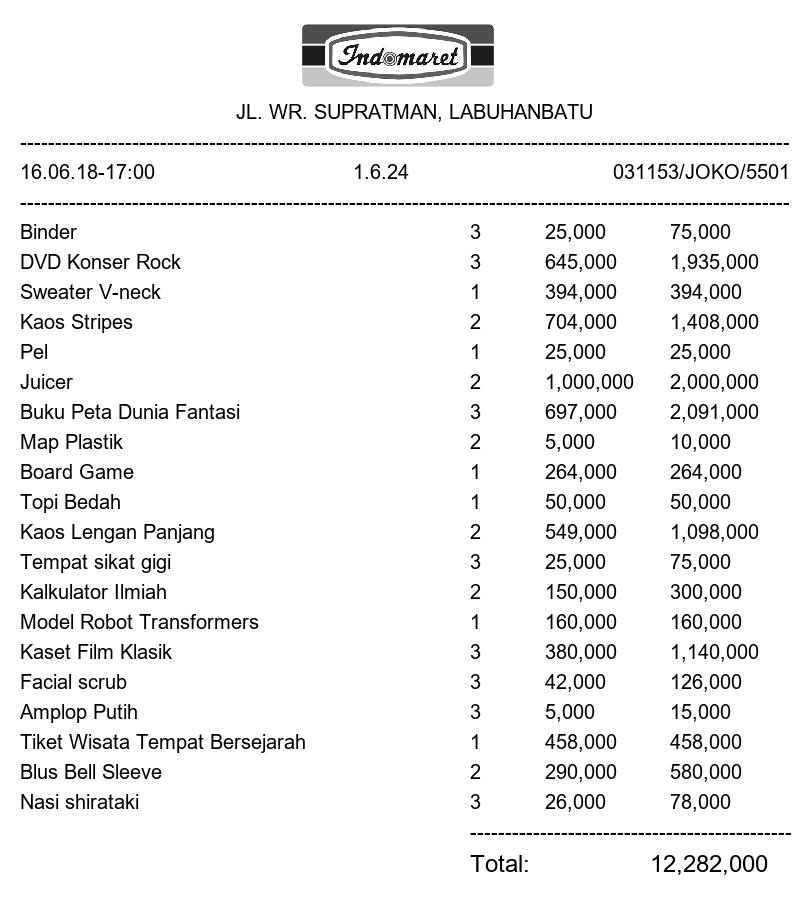 Indomaret
JL. WR. SUPRATMAN, LABUHANBATU
16.06.18-17:00 1.6.24 031153/JOKO/5501
Binder 3 25,000 75,000
DVD Konser Rock 3 645,000 1,935,000
Sweater V-neck 1 394,000 394,000
Kaos Stripes 2 704,000 1,408,000
Pel 1 25,000 25,000
Juicer 2 1,000,000 2,000,000
Buku Peta Dunia Fantasi 3 697,000 2,091,000
Map Plastik 2 5,000 10,000
Board Game 1 264,000 264,000
Topi Bedah 1 50,000 50,000
Kaos Lengan Panjang 2 549,000 1,098,000
Tempat sikat gigi 3 25,000 75,000
Kalkulator Ilmiah 2 150,000 300,000
Model Robot Transformers 1 160,000 160,000
Kaset Film Klasik 3 380,000 1,140,000
Facial scrub 3 42,000 126,000
Amplop Putih 3 5,000 15,000
Tiket Wisata Tempat Bersejarah 1 458,000 458,000
Blus Bell Sleeve 2 290,000 580,000
Nasi shirataki 3 26,000 78,000
Total: 12,282,000